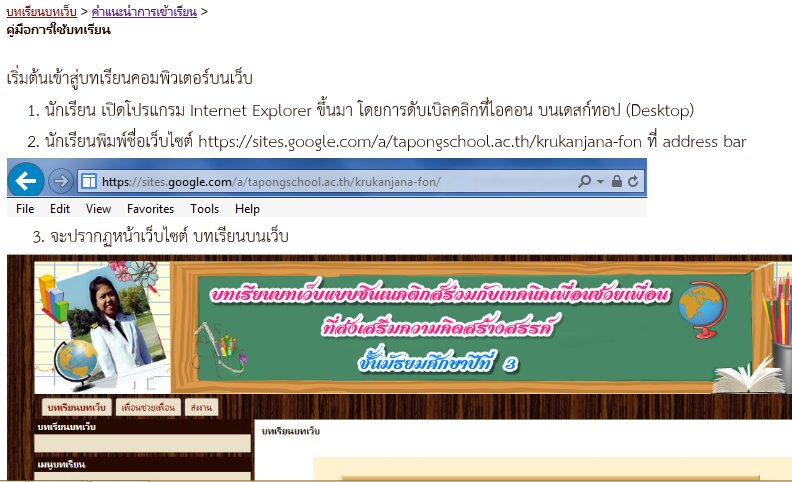 บทเรียนบทเว็บ > คำแนะนำการเข้าเรียน >
คู่มือการใช้บทเรียน
เริ่มต้นเข้าสู่บทเรียนคอมพิวเตอร์บนเว็บ
1. นักเรียน เปิดโปรแกรม Internet Explorer ขึ้นมา โดยการดับเบิลคลิกที่ไอคอน บนเดสก์ทอป (Desktop)
2. นักเรียนพิมพ์ชื่อเว็บไซต์ https://sites.google.com/a/tapongschool.ac.th/krukanjana-fon ที่ address bar
https://sites.google.com/a/tapongschool.ac.th/krukanjana-fon/
File Edit View Favorites Tools Help
3. จะปรากฏหน้าเว็บไซต์ บทเรียนบนเว็บ
บทเรียนบทเว็บแบบซินเนคติกส์ร่วมกับเทคนิคเพื่อนช่วยเพื่อน
ที่ส่งเสริมความคิดสร้างสรรค์
ชั้นมัธยมศึกษาปีที่ 3
บทเรียนบทเว็บ เพื่อนช่วยเพื่อน ส่งงาน
บทเรียนบทเว็บ
บทเรียนบทเว็บ
เมนูบทเรียน